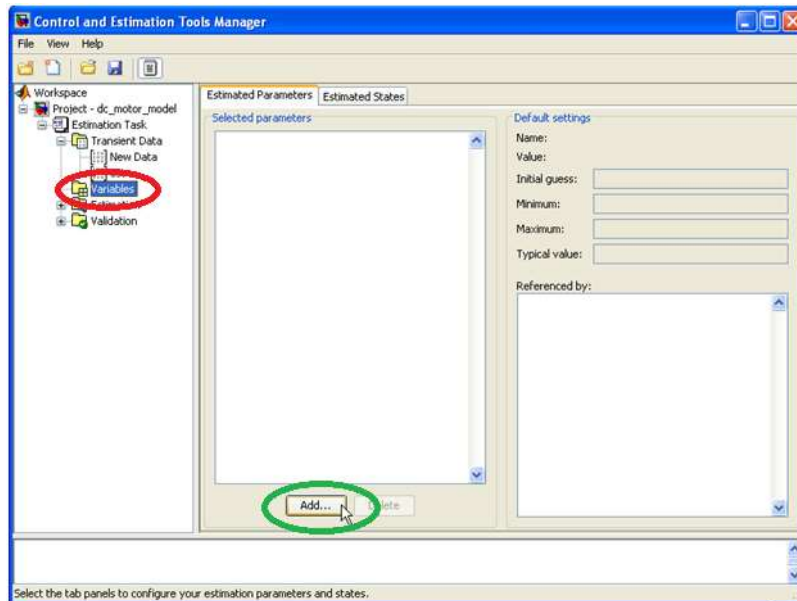 Control and Estimation Tools Manager
File View Help
Workspace
Project - dc_motor_model
Estimation Task
Transient Data
New Data
Variables
Estimation
Validation
Estimated Parameters Estimated States
Selected parameters
Add... Delete
Default settings
Name:
Value:
Initial guess:
Minimum:
Maximum:
Typical value:
Referenced by:
Select the tab panels to configure your estimation parameters and states.